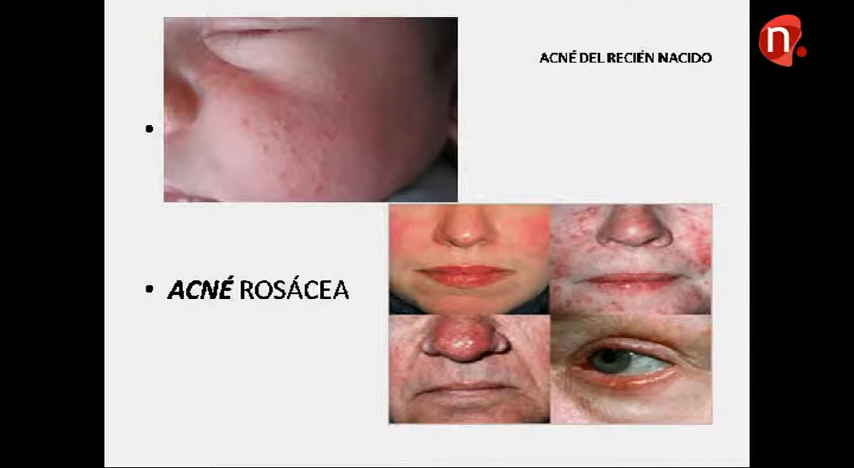 n.
ACNÉ DEL RECIÉN NACIDO
• 
• ACNÉ ROSÁCEA